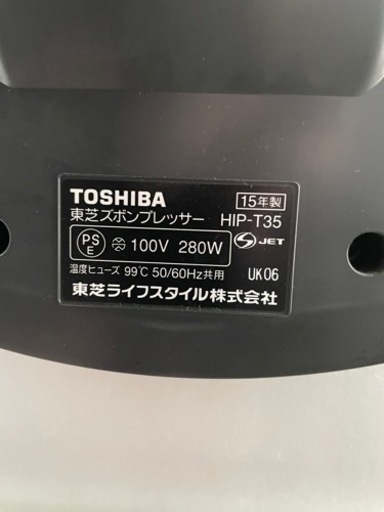 TOSHIBA 15年製
東芝ズボンプレッサー HIP-T35
PSE 100V 280W S JET
温度ヒューズ 99℃ 50/60Hz共用 UK06
東芝ライフスタイル株式会社